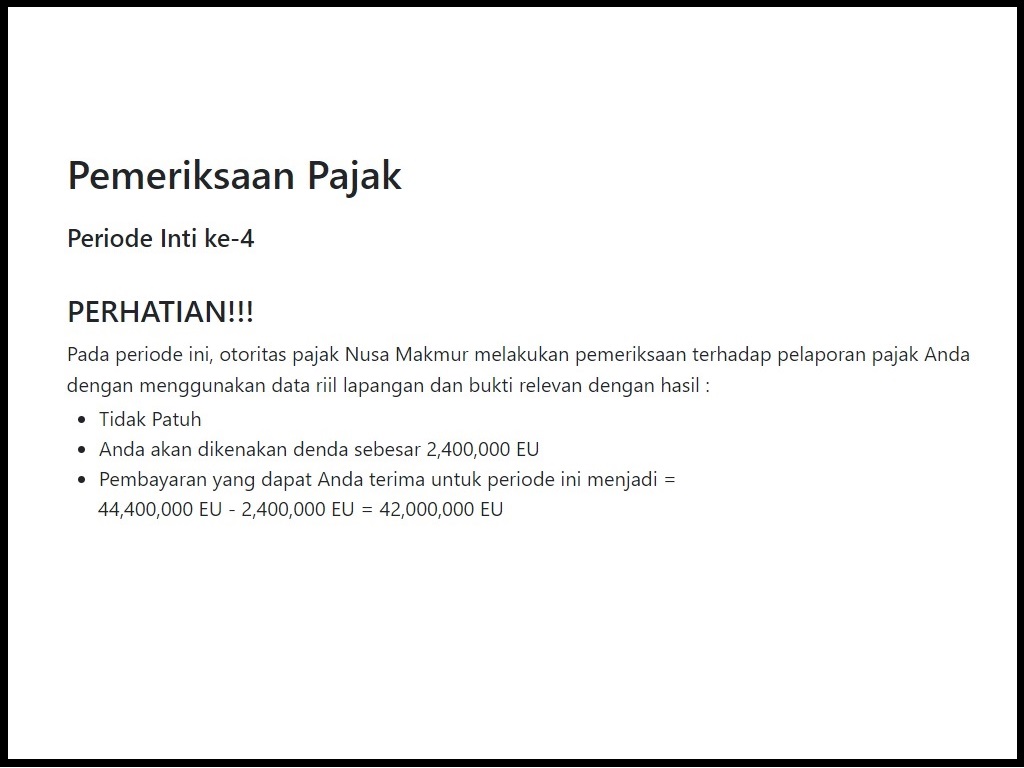 Pemeriksaan Pajak
Periode Inti ke-4
PERHATIAN!!!
Pada periode ini, otoritas pajak Nusa Makmur melakukan pemeriksaan terhadap pelaporan pajak Anda
dengan menggunakan data riil lapangan dan bukti relevan dengan hasil :
• Tidak Patuh
• Anda akan dikenakan denda sebesar 2,400,000 EU
• Pembayaran yang dapat Anda terima untuk periode ini menjadi =
44,400,000 EU - 2,400,000 EU = 42,000,000 EU